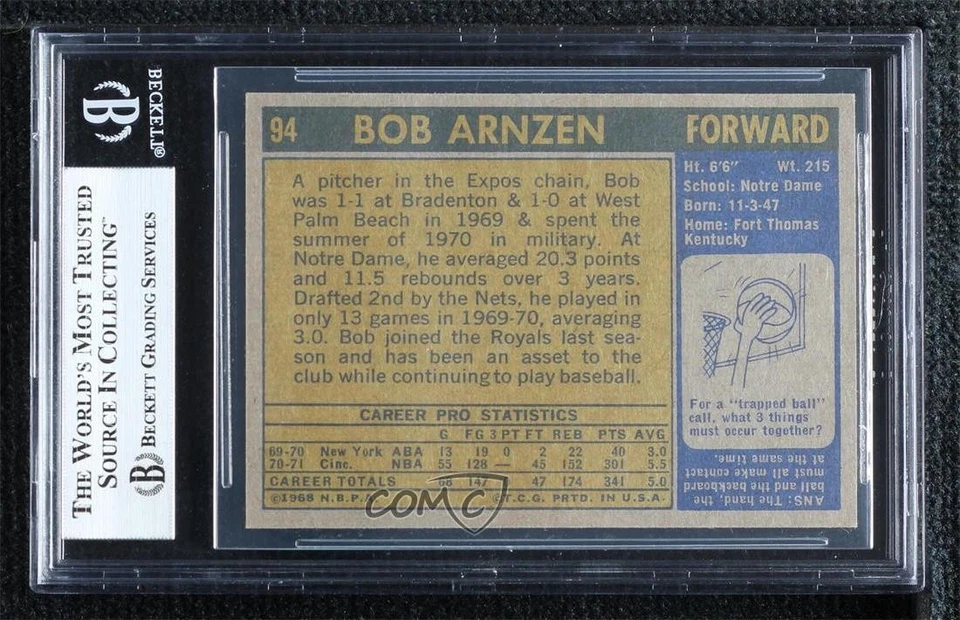 BECKETT®
B
THE WORLD'S MOST TRUSTED
SOURCE IN COLLECTING™
B BECKETT GRADING SERVICES
94 BOB ARNZEN FORWARD
A pitcher in the Expos chain, Bob
was 1-1 at Bradenton & 1-0 at West
Palm Beach in 1969 & spent the
summer of 1970 in military. At
Notre Dame, he averaged 20.3 points
and 11.5 rebounds over 3 years.
Drafted 2nd by the Nets, he played in
only 13 games in 1969-70, averaging
3.0. Bob joined the Royals last sea-
son and has been an asset to the
club while continuing to play baseball.
CAREER PRO STATISTICS
G FG 3PT FT REB PTS AVG
69-70 New York ABA 13 19 0 2 22 40 3.0
70-71 Cinc. NBA 55 128 — 45 152 301 5.5
CAREER TOTALS 68 147 47 174 341 5.0
©1968 N.B.P.A. ©T.C.G. PRTD. IN U.S.A.
Ht. 6'6" Wt. 215
School: Notre Dame
Born: 11-3-47
Home: Fort Thomas
Kentucky
For a "trapped ball"
call, what 3 things
must occur together?
ANS: The hand, the
ball and the backboard
must all make contact
at the same time.
COMC